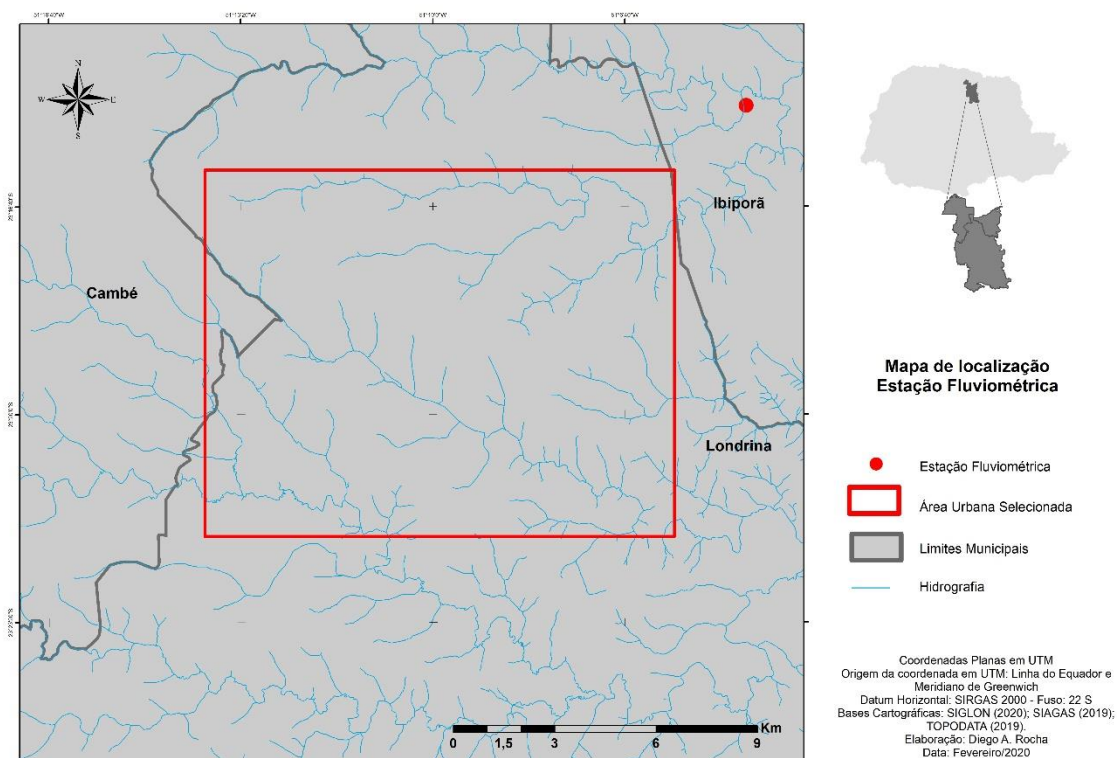 51°10'0"W
N
W
E
S
Ibiporã
Cambé
Londrina
Km
0 1,5 3 6 9
Mapa de localização
Estação Fluviométrica
Estação Fluviométrica
Área Urbana Selecionada
Limites Municipais
Hidrografia
Coordenadas Planas em UTM
Origem da coordenada em UTM: Linha do Equador e
Meridiano de Greenwich
Datum Horizontal: SIRGAS 2000 - Fuso: 22 S
Bases Cartográficas: SIGLON (2020); SIAGAS (2019);
TOPODATA (2019).
Elaboração: Diego A. Rocha
Data: Fevereiro/2020